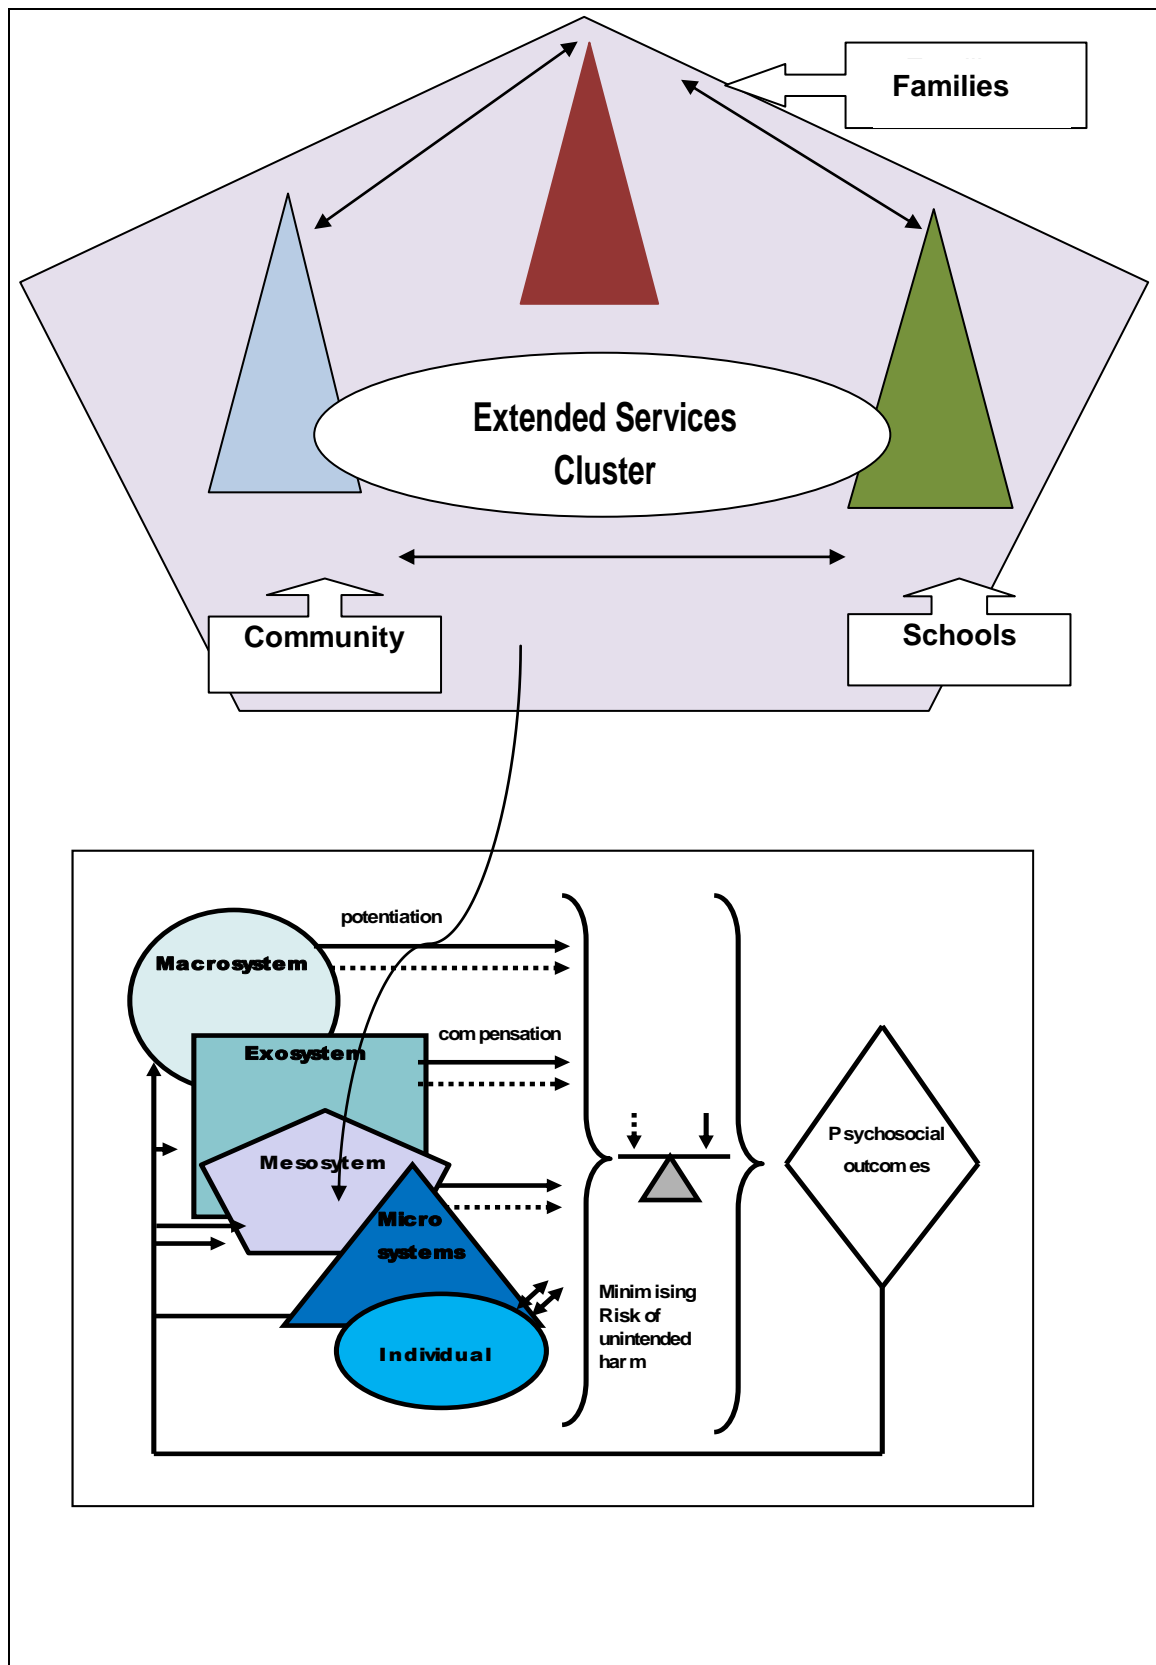 Families
Extended Services
Cluster
Community
Schools
potentiation
Macrosystem
compensation
Exosystem
Mesosytem
Micro
systems
Individual
Minimising
Risk of
unintended
harm
Psychosocial
outcomes